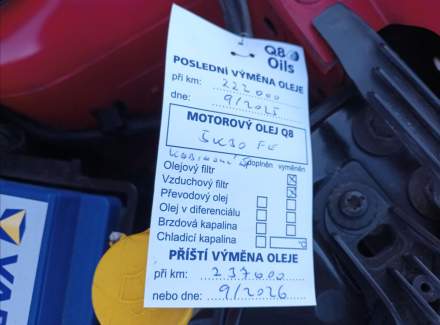 Q8
Oils
POSLEDNÍ VÝMĚNA OLEJE
při km: 222000
dne: 9/2025
MOTOROVÝ OLEJ Q8
5W30 FE
doplněn vyměněn
Olejový filtr
Vzduchový filtr
Převodový olej
Olej v diferenciálu
Brzdová kapalina
Chladicí kapalina °C
PŘÍŠTÍ VÝMĚNA OLEJE
při km: 237000
nebo dne: 9/2026
VAR